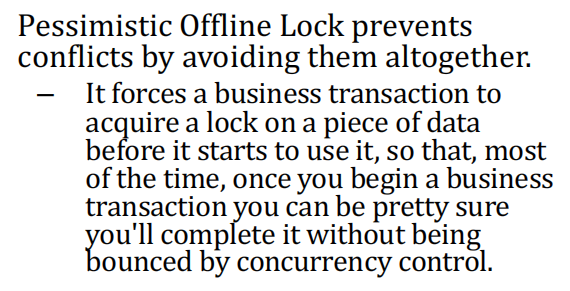 Pessimistic Offline Lock prevents
conflicts by avoiding them altogether.
– It forces a business transaction to
acquire a lock on a piece of data
before it starts to use it, so that, most
of the time, once you begin a business
transaction you can be pretty sure
you'll complete it without being
bounced by concurrency control.